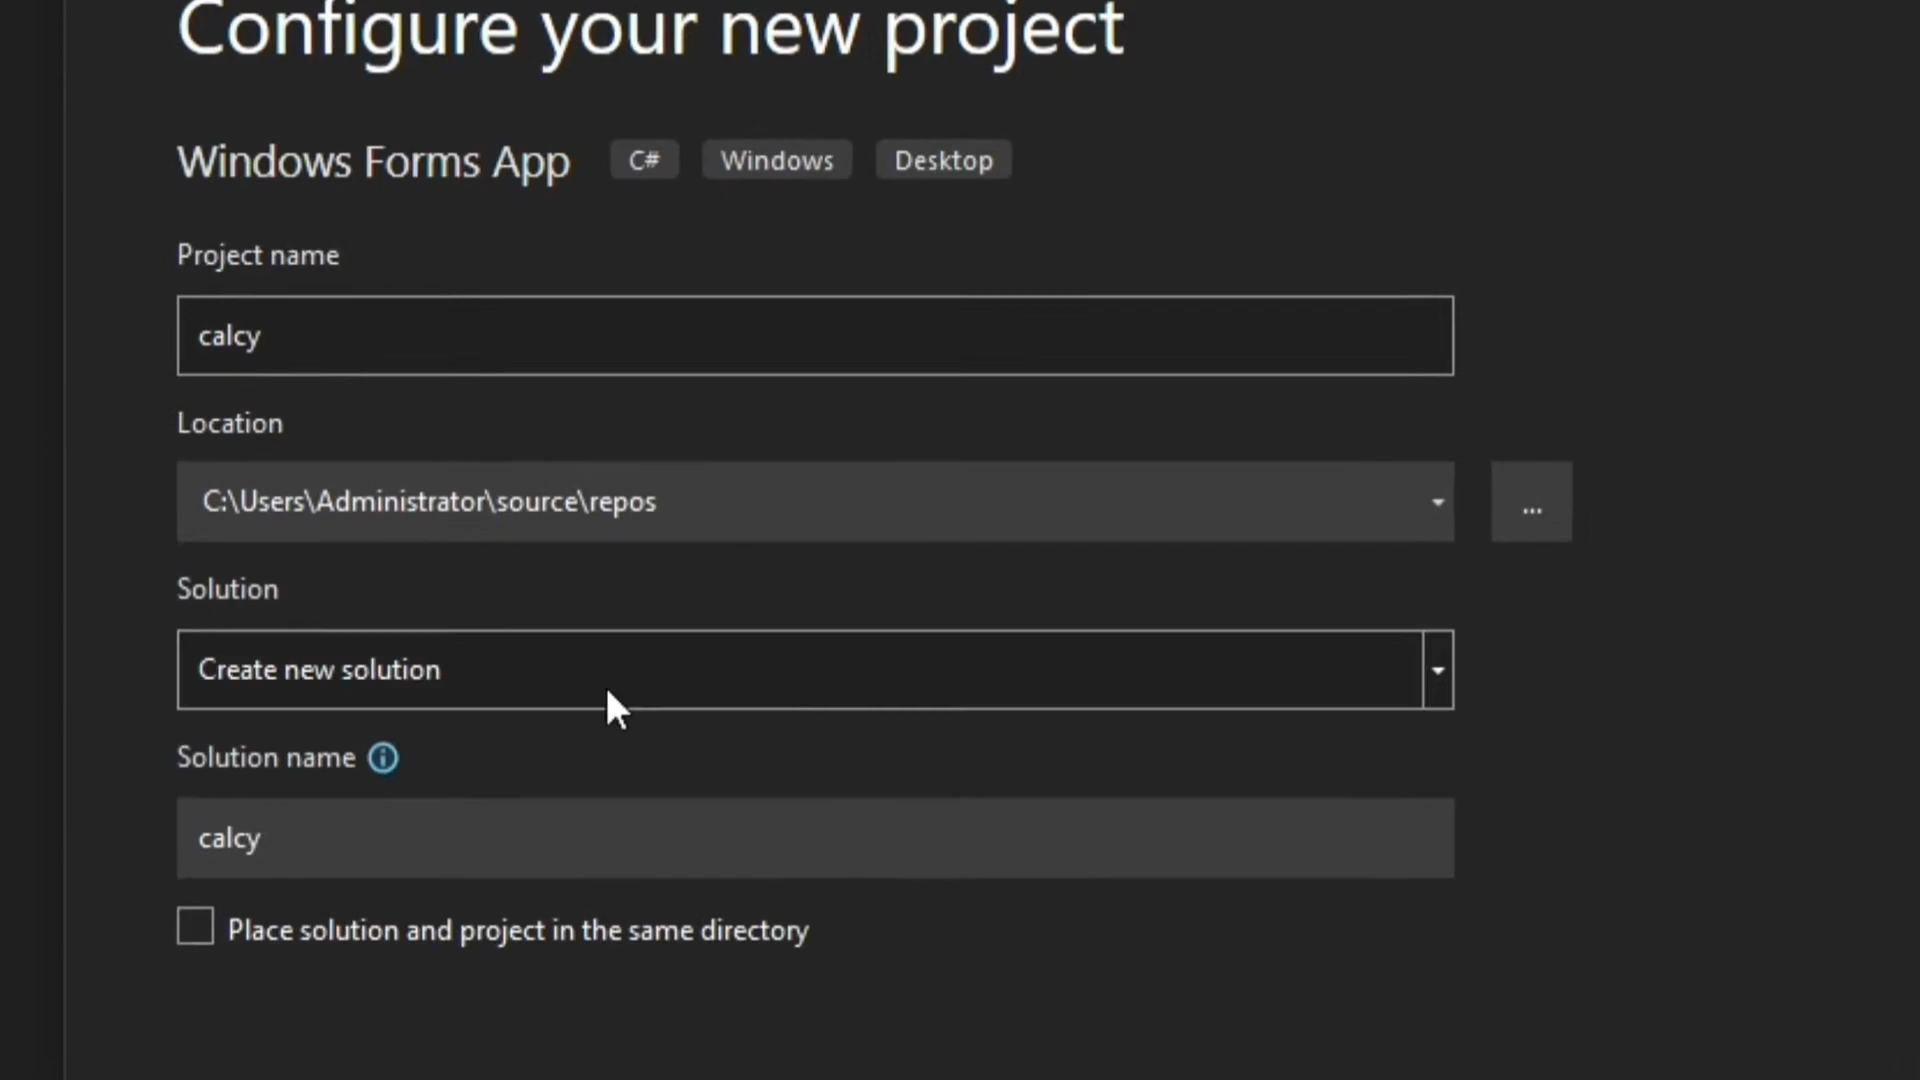 Configure your new project
Windows Forms App C# Windows Desktop
Project name
calcy
Location
C:\Users\Administrator\source\repos
...
Solution
Create new solution
Solution name
calcy
Place solution and project in the same directory